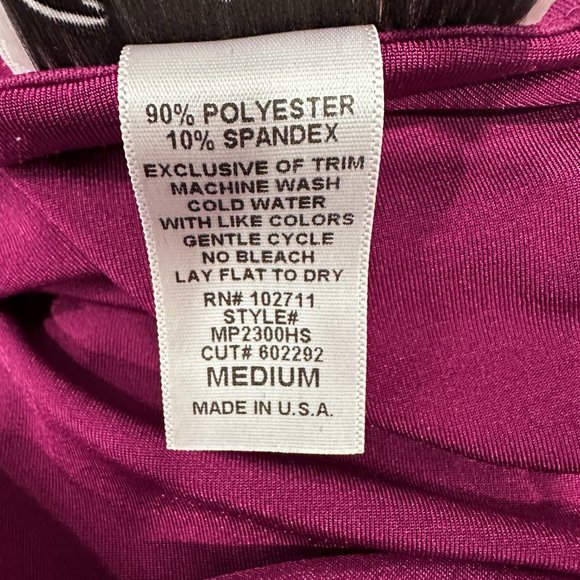 90% POLYESTER
10% SPANDEX
EXCLUSIVE OF TRIM
MACHINE WASH
COLD WATER
WITH LIKE COLORS
GENTLE CYCLE
NO BLEACH
LAY FLAT TO DRY
RN# 102711
STYLE#
MP2300HS
CUT# 602292
MEDIUM
MADE IN U.S.A.